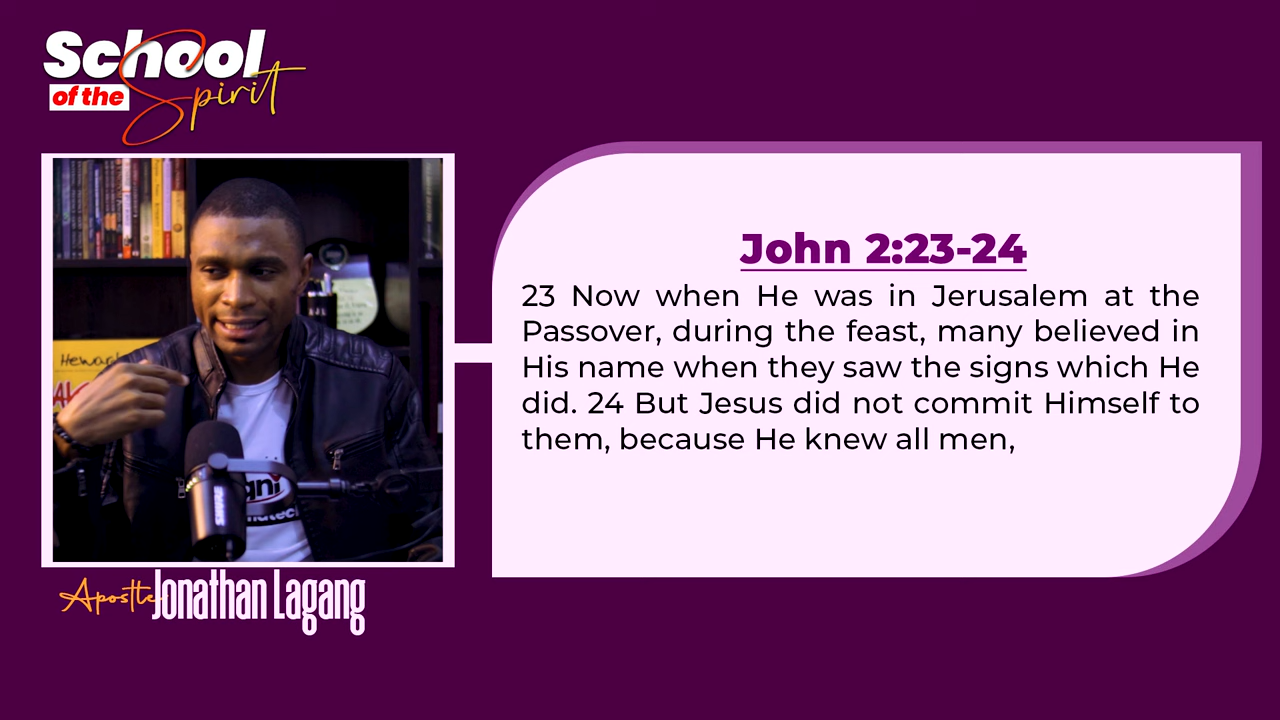 School
of the
Spirit
John 2:23-24
23 Now when He was in Jerusalem at the
Passover, during the feast, many believed in
His name when they saw the signs which He
did. 24 But Jesus did not commit Himself to
them, because He knew all men,
SHURE
Apostle Jonathan Lagang